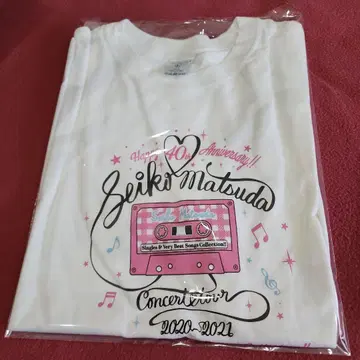 Happy 40th Anniversary!!
Seiko Matsuda
Singles & Very Best Songs Collection!!
Concert tour
2020~2021